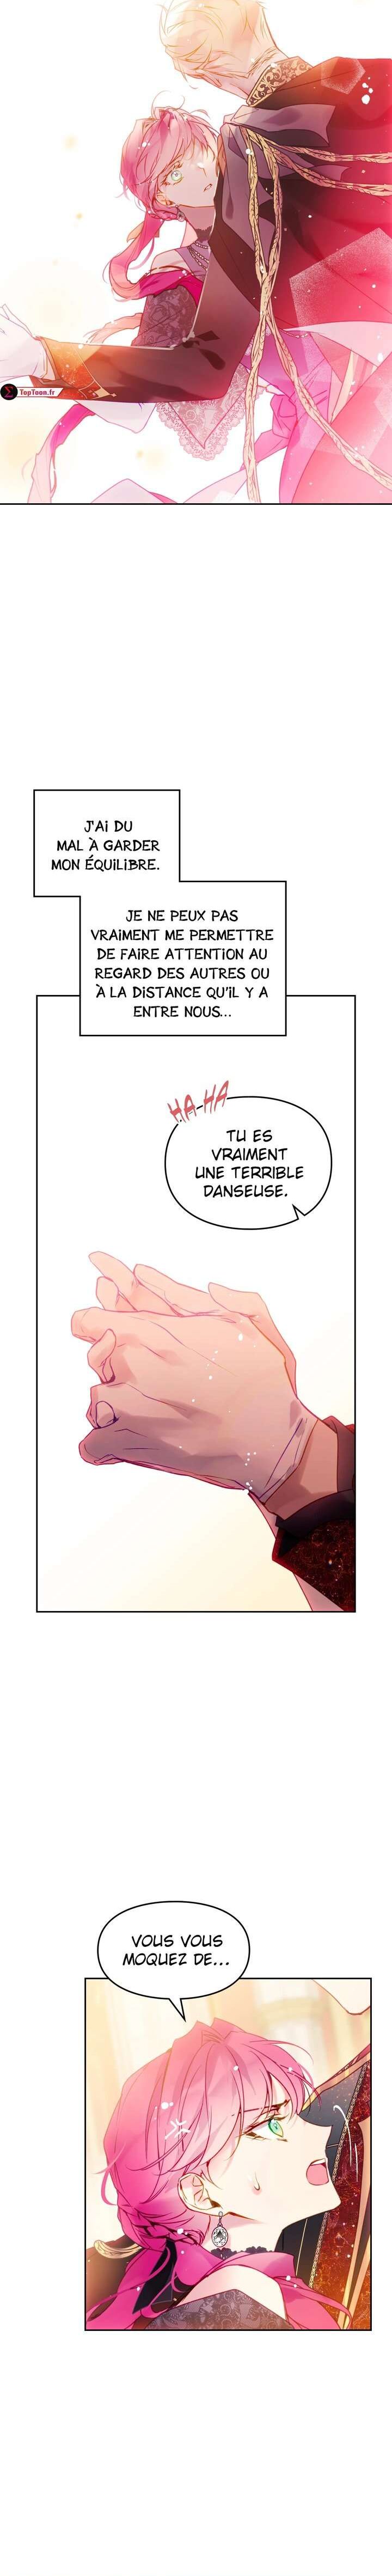 TopToon.fr
J'AI DU
MAL À GARDER
MON ÉQUILIBRE.
JE NE PEUX PAS
VRAIMENT ME PERMETTRE
DE FAIRE ATTENTION AU
REGARD DES AUTRES OU
À LA DISTANCE QU'IL Y A
ENTRE NOUS...
HA-HA
TU ES
VRAIMENT
UNE TERRIBLE
DANSEUSE.
VOUS VOUS
MOQUEZ DE...